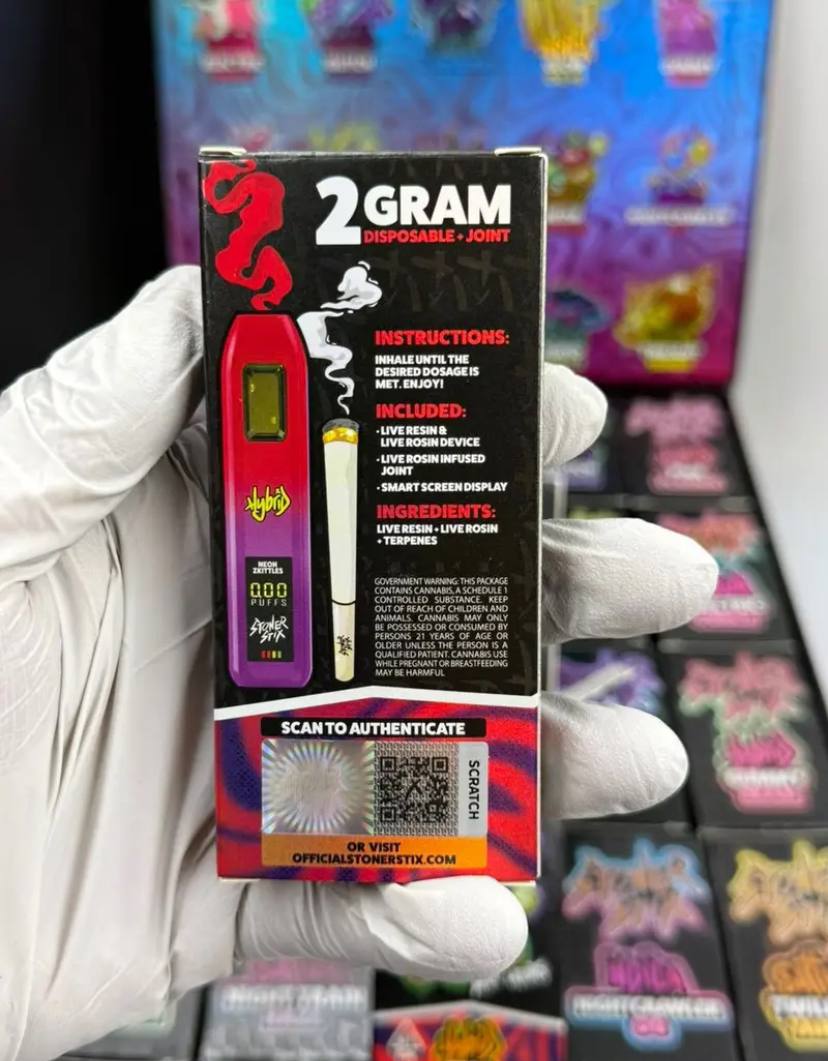 2 GRAM
DISPOSABLE + JOINT
INSTRUCTIONS:
INHALE UNTIL THE
DESIRED DOSAGE IS
MET. ENJOY!
INCLUDED:
· LIVE RESIN &
LIVE ROSIN DEVICE
· LIVE ROSIN INFUSED
JOINT
· SMART SCREEN DISPLAY
INGREDIENTS:
LIVE RESIN + LIVE ROSIN
+ TERPENES
Hybrid
NEON
ZKITTLES
0.00
PUFFS
STONER
STIX
GOVERNMENT WARNING: THIS PACKAGE
CONTAINS CANNABIS, A SCHEDULE 1
CONTROLLED SUBSTANCE. KEEP
OUT OF REACH OF CHILDREN AND
ANIMALS. CANNABIS MAY ONLY
BE POSSESSED OR CONSUMED BY
PERSONS 21 YEARS OF AGE OR
OLDER UNLESS THE PERSON IS A
QUALIFIED PATIENT. CANNABIS USE
WHILE PREGNANT OR BREASTFEEDING
MAY BE HARMFUL
SCAN TO AUTHENTICATE
SCRATCH
OR VISIT
OFFICIALSTONERSTIX.COM
NIGHTCRAWLER